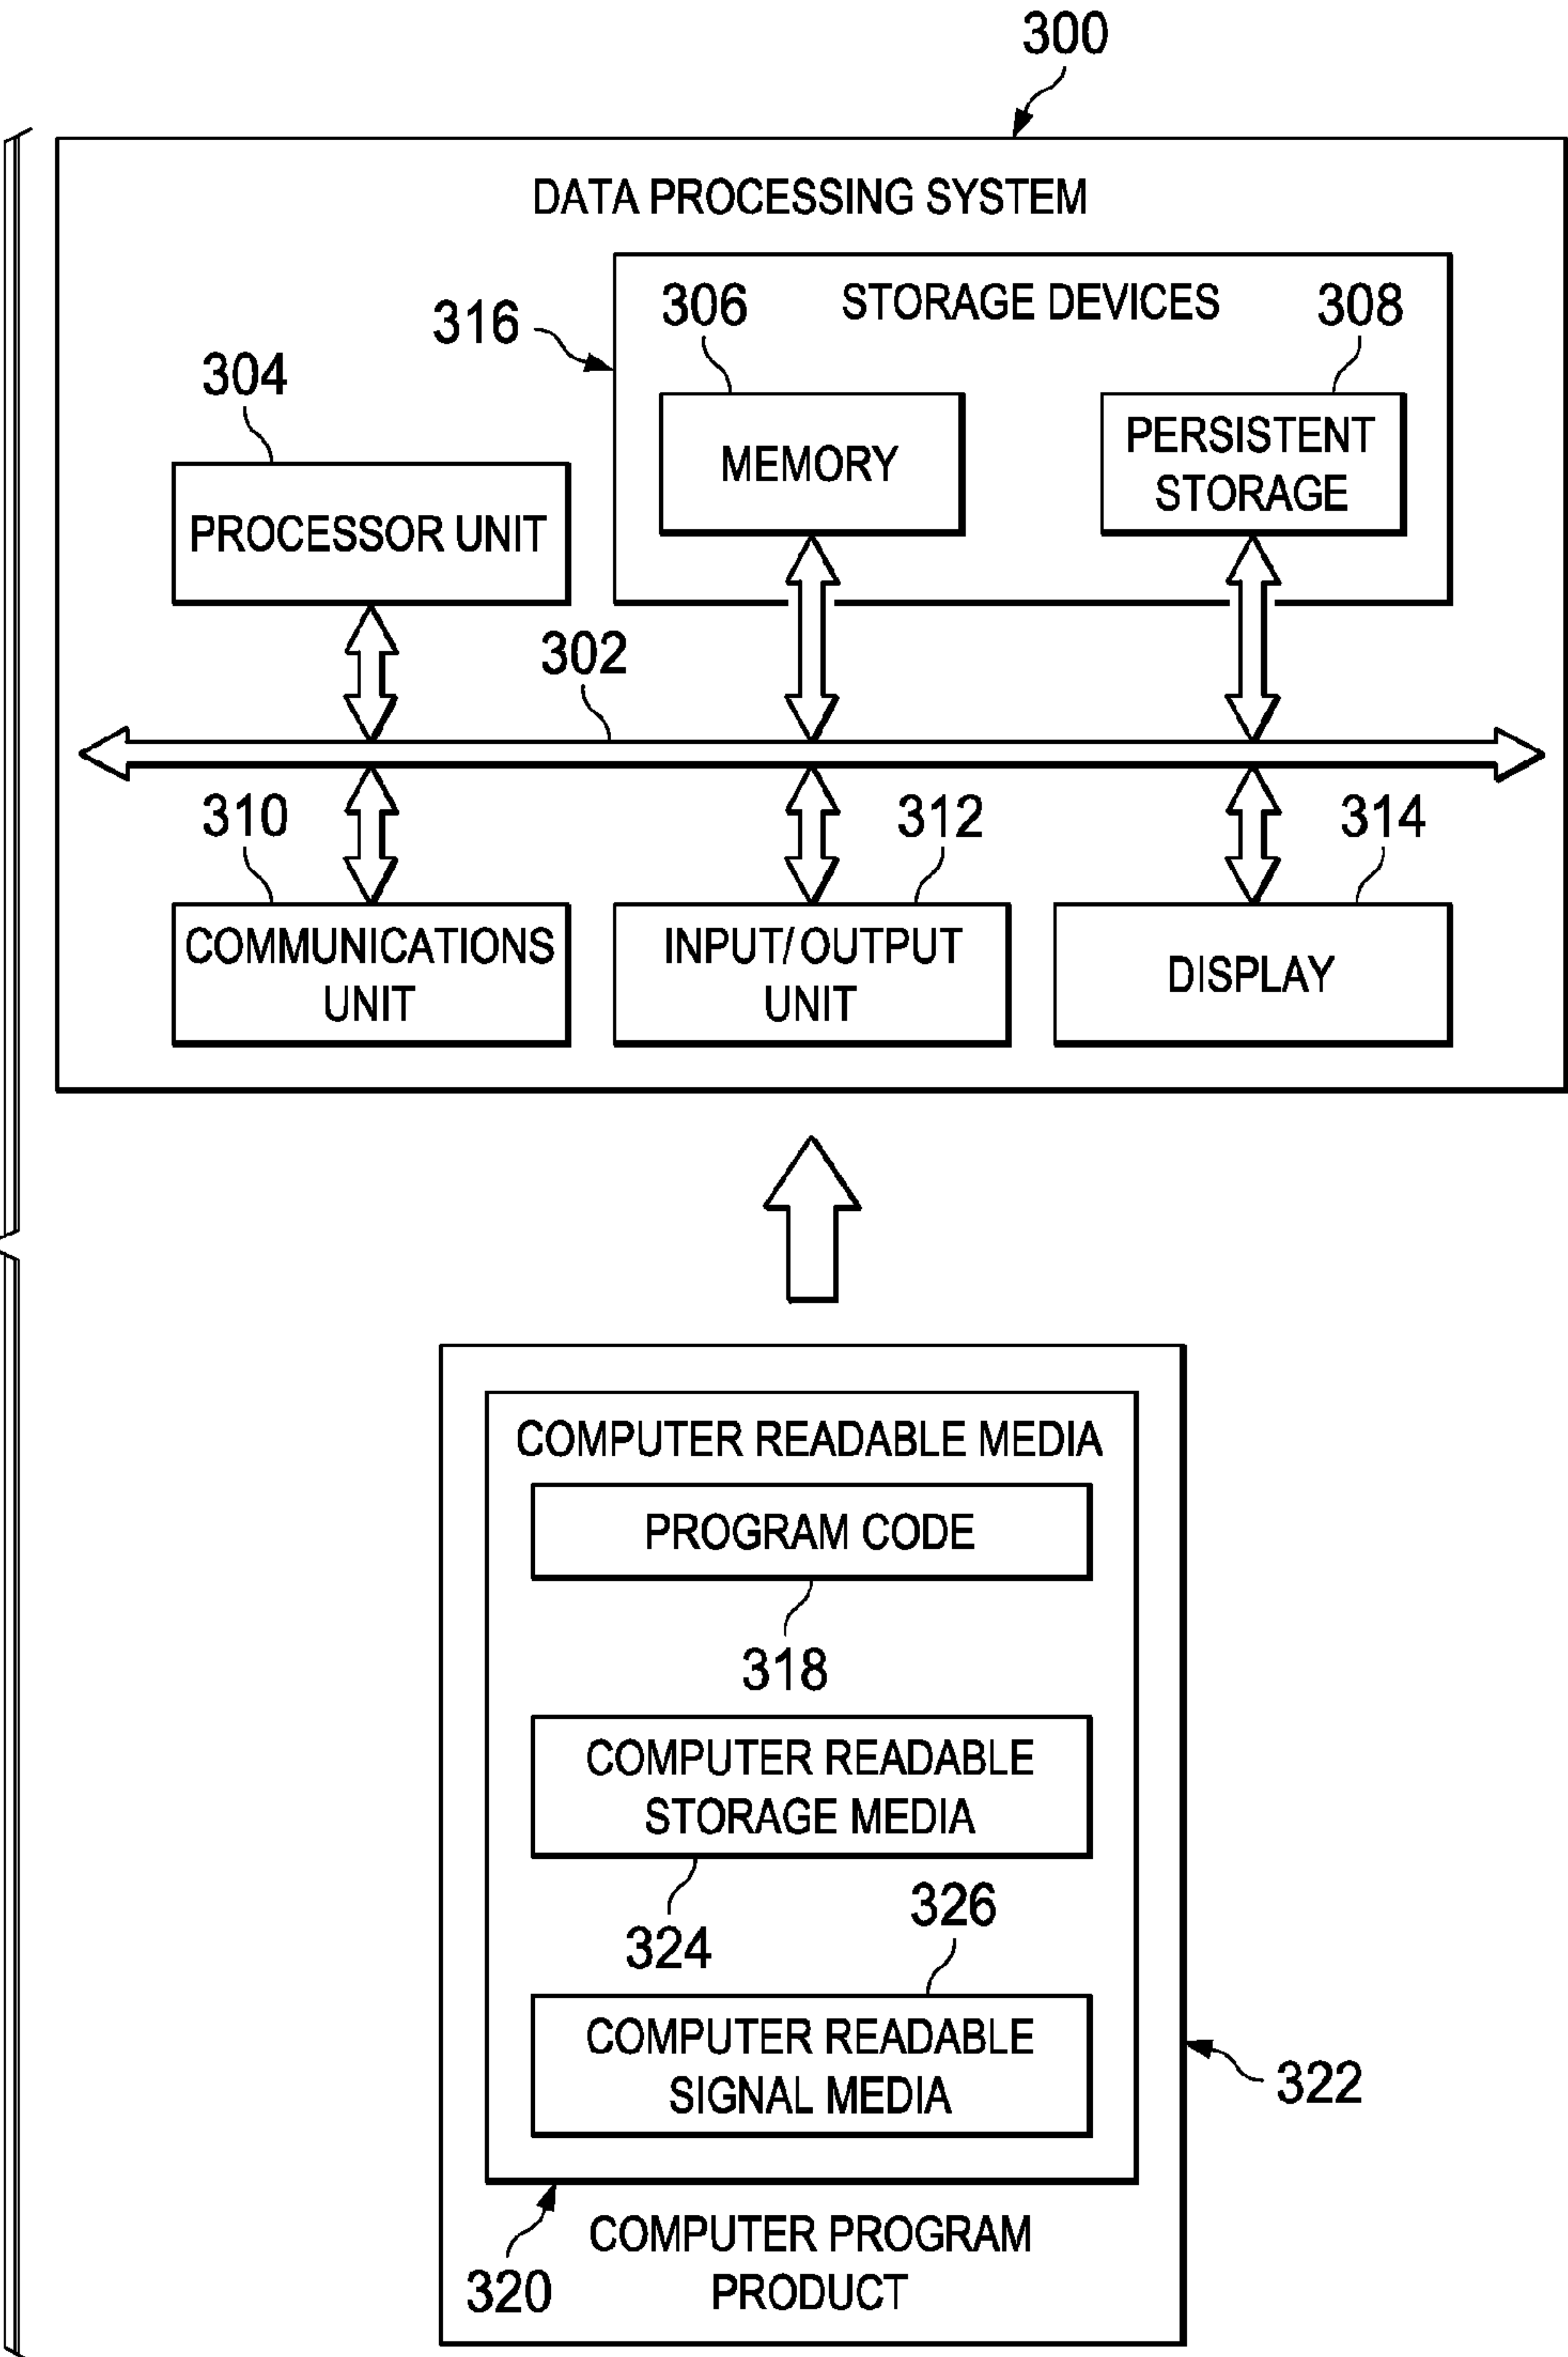 300
DATA PROCESSING SYSTEM
316
306
STORAGE DEVICES
308
304
MEMORY
PERSISTENT
STORAGE
PROCESSOR UNIT
302
310
312
314
COMMUNICATIONS
UNIT
INPUT/OUTPUT
UNIT
DISPLAY
COMPUTER READABLE MEDIA
PROGRAM CODE
318
COMPUTER READABLE
STORAGE MEDIA
324
326
COMPUTER READABLE
SIGNAL MEDIA
322
320
COMPUTER PROGRAM
PRODUCT